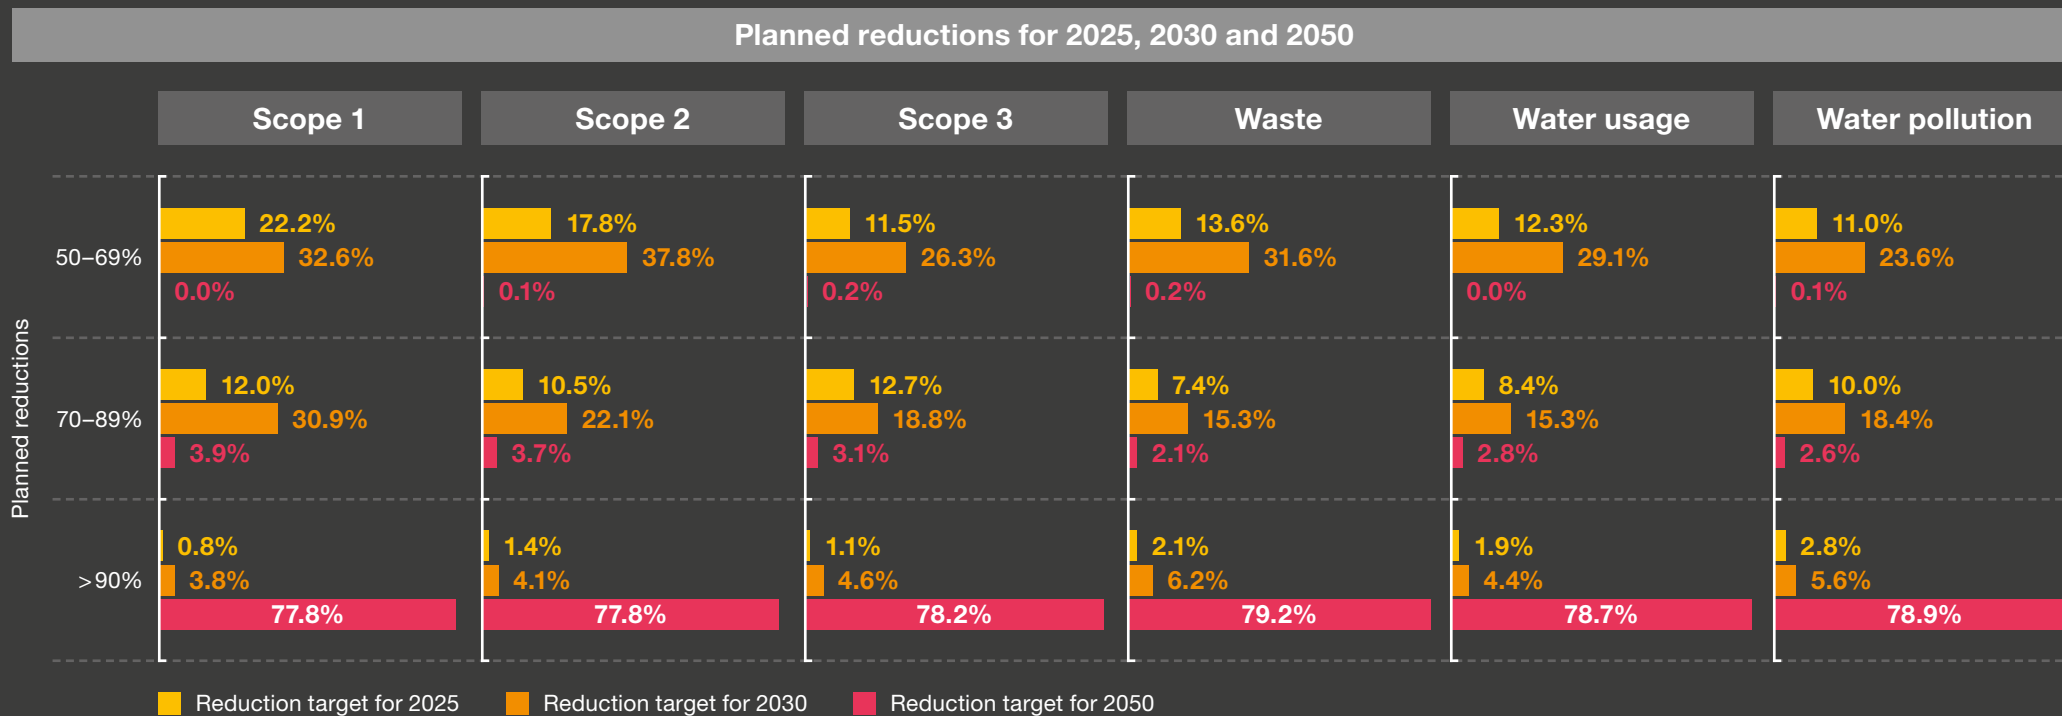 Planned reductions for 2025, 2030 and 2050
Scope 1 Scope 2 Scope 3 Waste Water usage Water pollution
Planned reductions
50–69%
22.2% 17.8% 11.5% 13.6% 12.3% 11.0%
32.6% 37.8% 26.3% 31.6% 29.1% 23.6%
0.0% 0.1% 0.2% 0.2% 0.0% 0.1%
70–89%
12.0% 10.5% 12.7% 7.4% 8.4% 10.0%
30.9% 22.1% 18.8% 15.3% 15.3% 18.4%
3.9% 3.7% 3.1% 2.1% 2.8% 2.6%
>90%
0.8% 1.4% 1.1% 2.1% 1.9% 2.8%
3.8% 4.1% 4.6% 6.2% 4.4% 5.6%
77.8% 77.8% 78.2% 79.2% 78.7% 78.9%
Reduction target for 2025 Reduction target for 2030 Reduction target for 2050